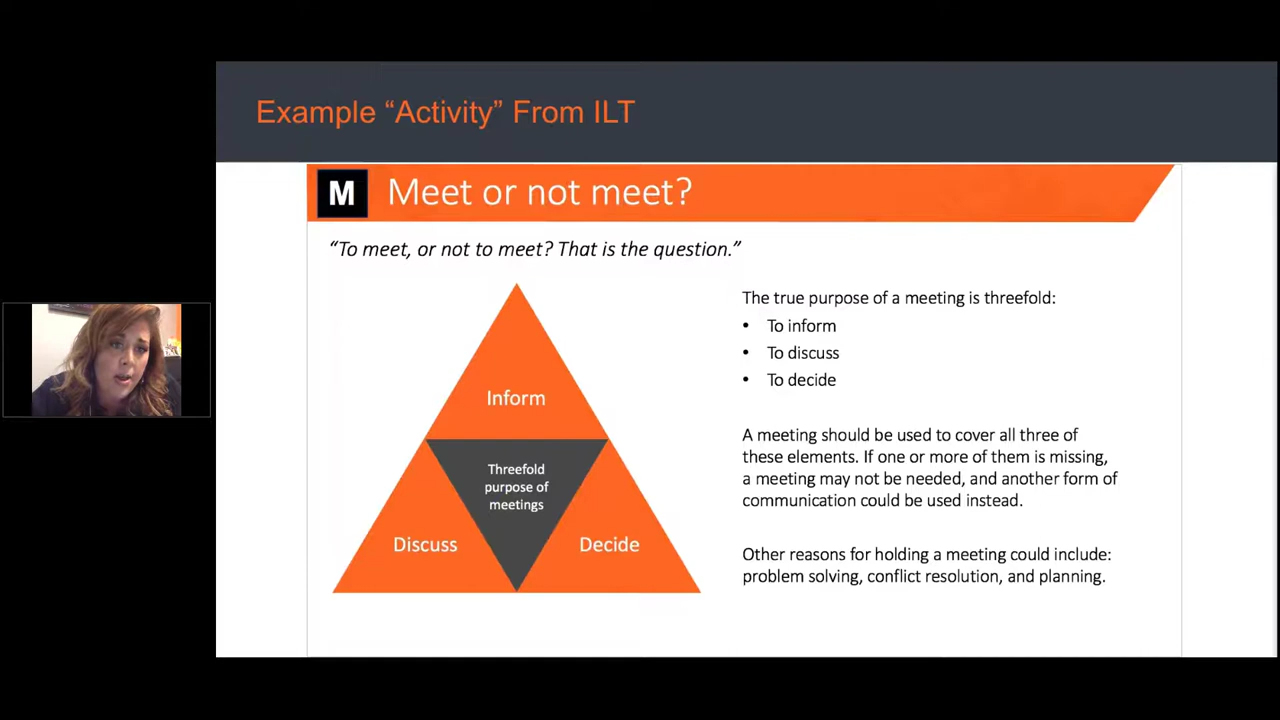 Example “Activity” From ILT
M Meet or not meet?
“To meet, or not to meet? That is the question.”
Inform
Threefold
purpose of
meetings
Discuss
Decide
The true purpose of a meeting is threefold:
• To inform
• To discuss
• To decide
A meeting should be used to cover all three of
these elements. If one or more of them is missing,
a meeting may not be needed, and another form of
communication could be used instead.
Other reasons for holding a meeting could include:
problem solving, conflict resolution, and planning.